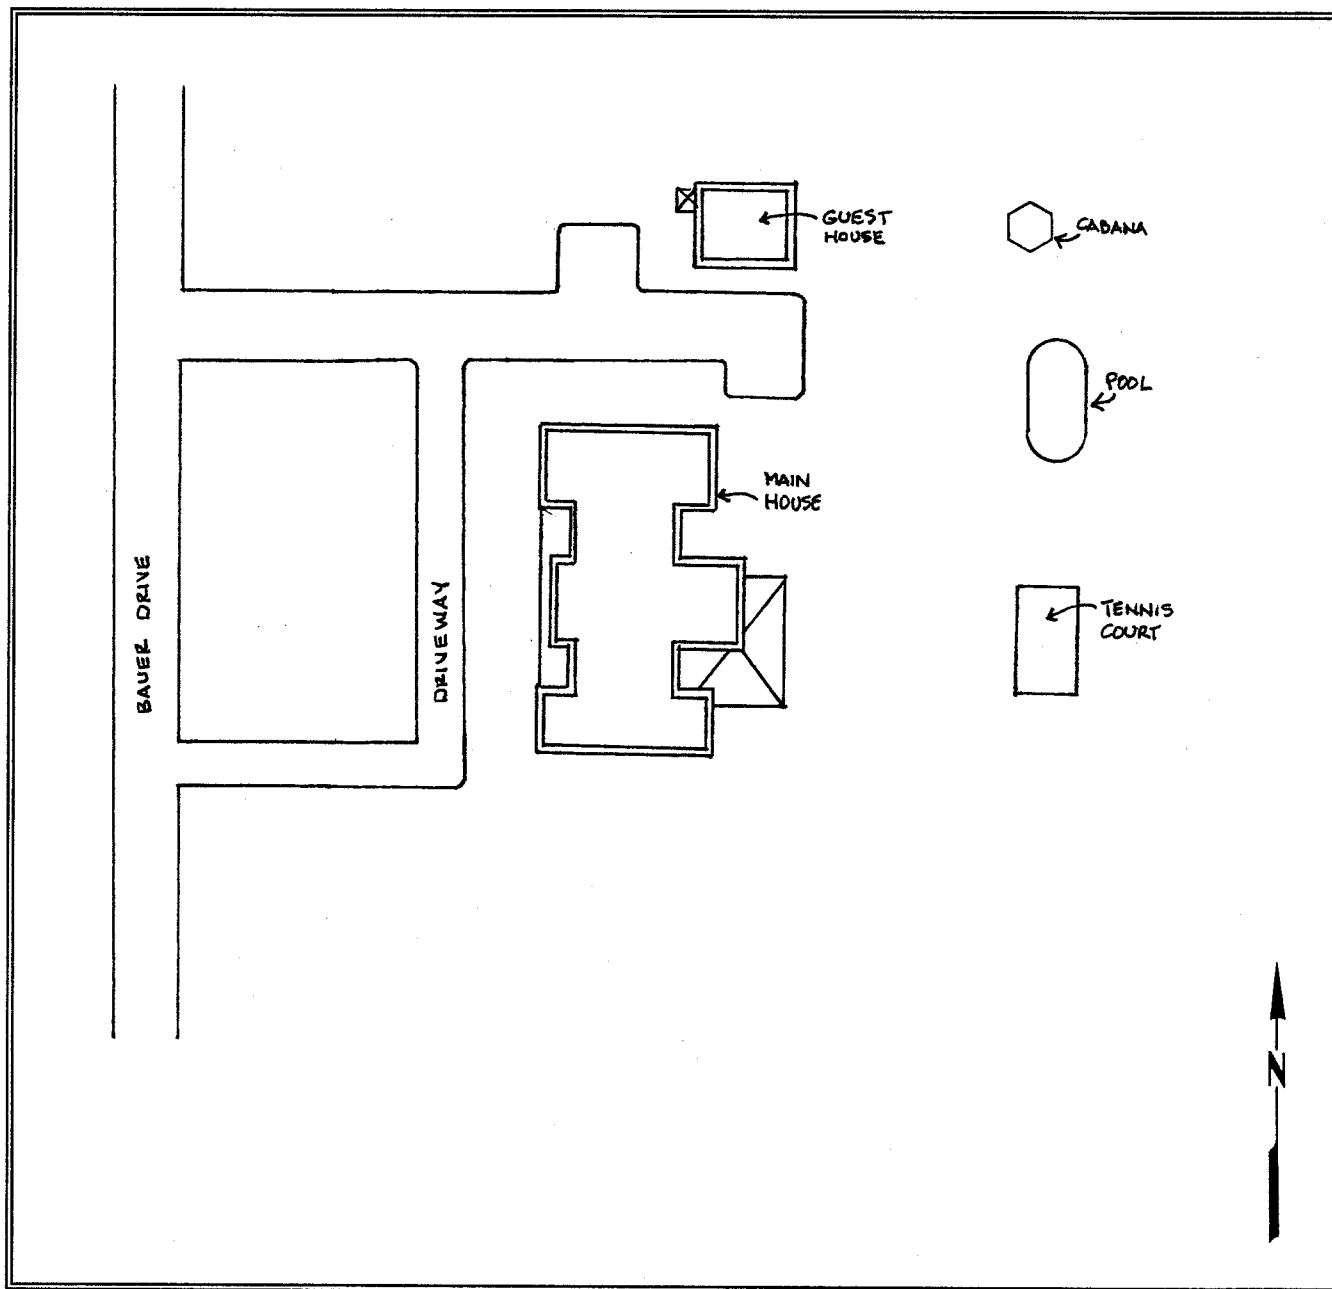 GUEST
HOUSE
CABANA
POOL
MAIN
HOUSE
TENNIS
COURT
BAUER DRIVE
DRIVEWAY
N